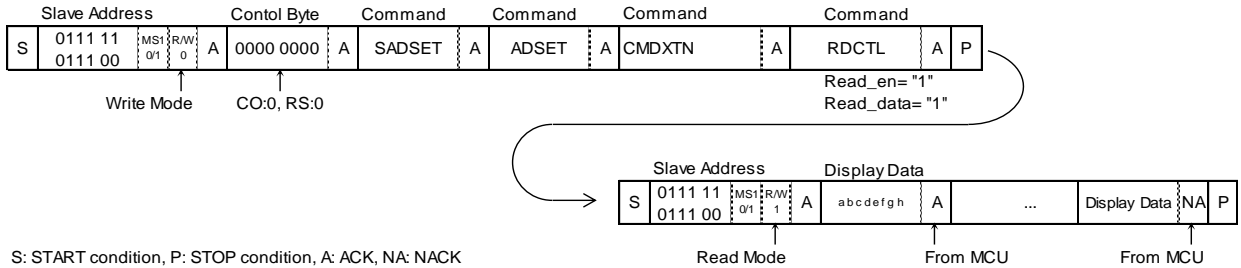 Slave Address Contol Byte Command Command Command Command
S 0111 11 0111 00 MS1 0/1 R/W 0 A 0000 0000 A SADSET A ADSET A CMDXTN A RDCTL A P
Write Mode CO:0, RS:0 Read_en= "1"
Read_data= "1"
Slave Address Display Data
S 0111 11 0111 00 MS1 0/1 R/W 1 A a b c d e f g h A ... Display Data NA P
S: START condition, P: STOP condition, A: ACK, NA: NACK Read Mode From MCU From MCU